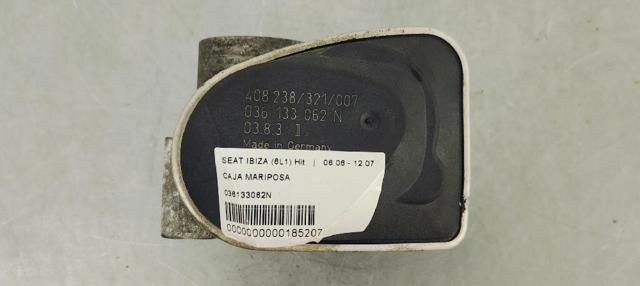 408 238/321/007
036 133 062 N
03.8.3 II.
Made in Germany
SEAT IBIZA (6L1) Hit | 06.06 - 12.07
CAJA MARIPOSA
036133062N
0000000000185207